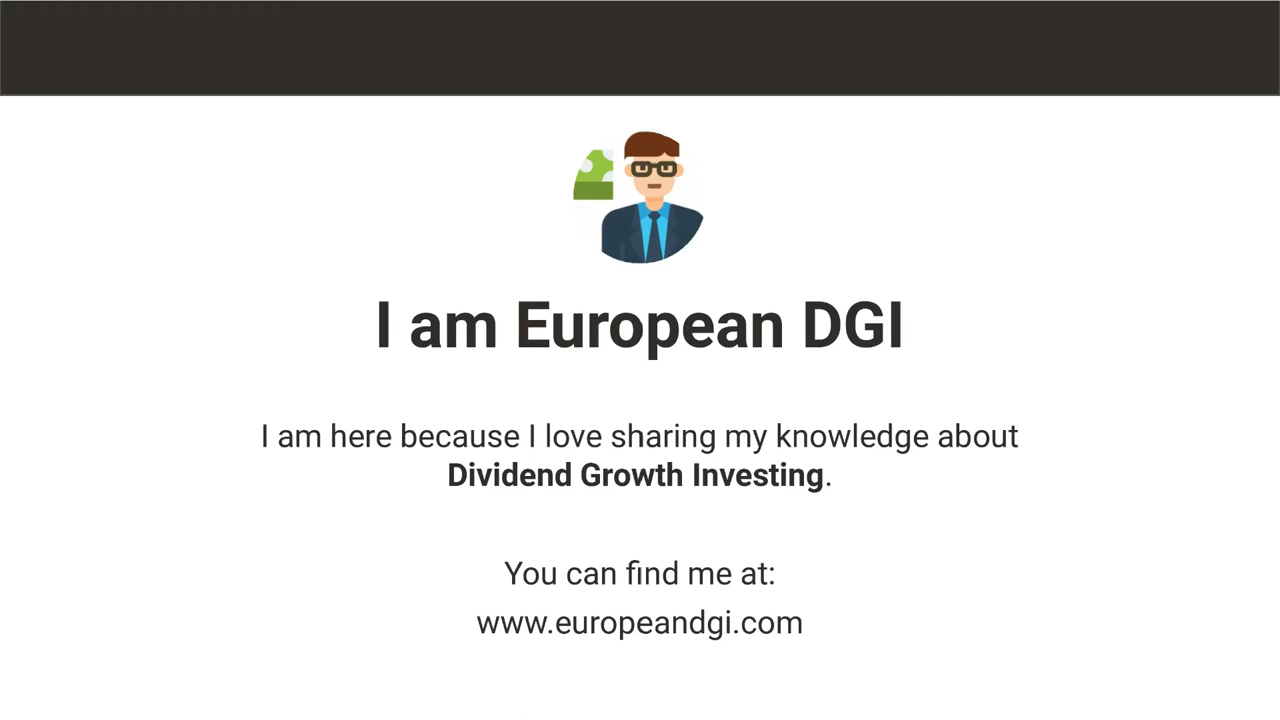 I am European DGI
I am here because I love sharing my knowledge about
Dividend Growth Investing.
You can find me at:
www.europeandgi.com